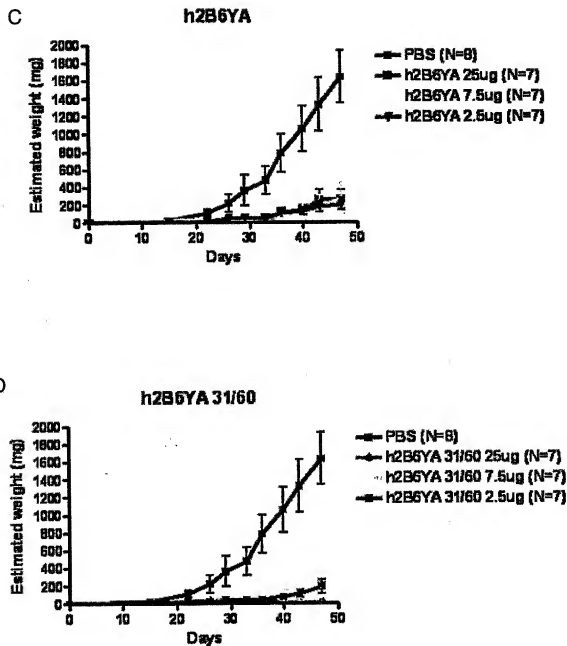 C
h2B6YA
2000
1800
1600
1400
1200
1000
800
600
400
200
0
Estimated weight (mg)
0
10
20
30
40
50
Days
PBS (N=8)
h2B6YA 25ug (N=7)
h2B6YA 7.5ug (N=7)
h2B6YA 2.5ug (N=7)
D
h2B6YA 31/60
2000
1800
1600
1400
1200
1000
800
600
400
200
0
Estimated weight (mg)
0
10
20
30
40
50
Days
PBS (N=8)
h2B6YA 31/60 25ug (N=7)
h2B6YA 31/60 7.5ug (N=7)
h2B6YA 31/60 2.5ug (N=7)